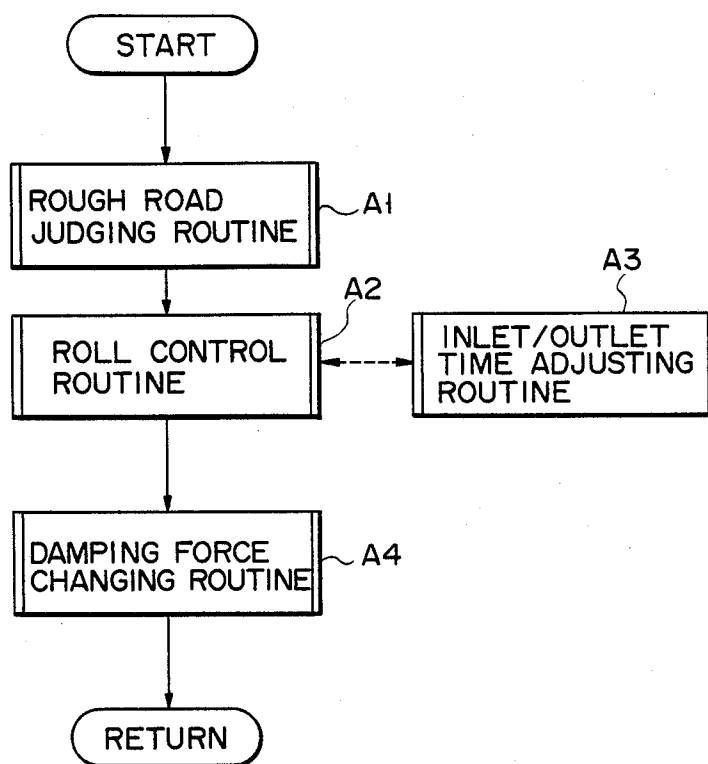 START
ROUGH ROAD
JUDGING ROUTINE
A1
A2
ROLL CONTROL
ROUTINE
A3
INLET/OUTLET
TIME ADJUSTING
ROUTINE
DAMPING FORCE
CHANGING ROUTINE
A4
RETURN